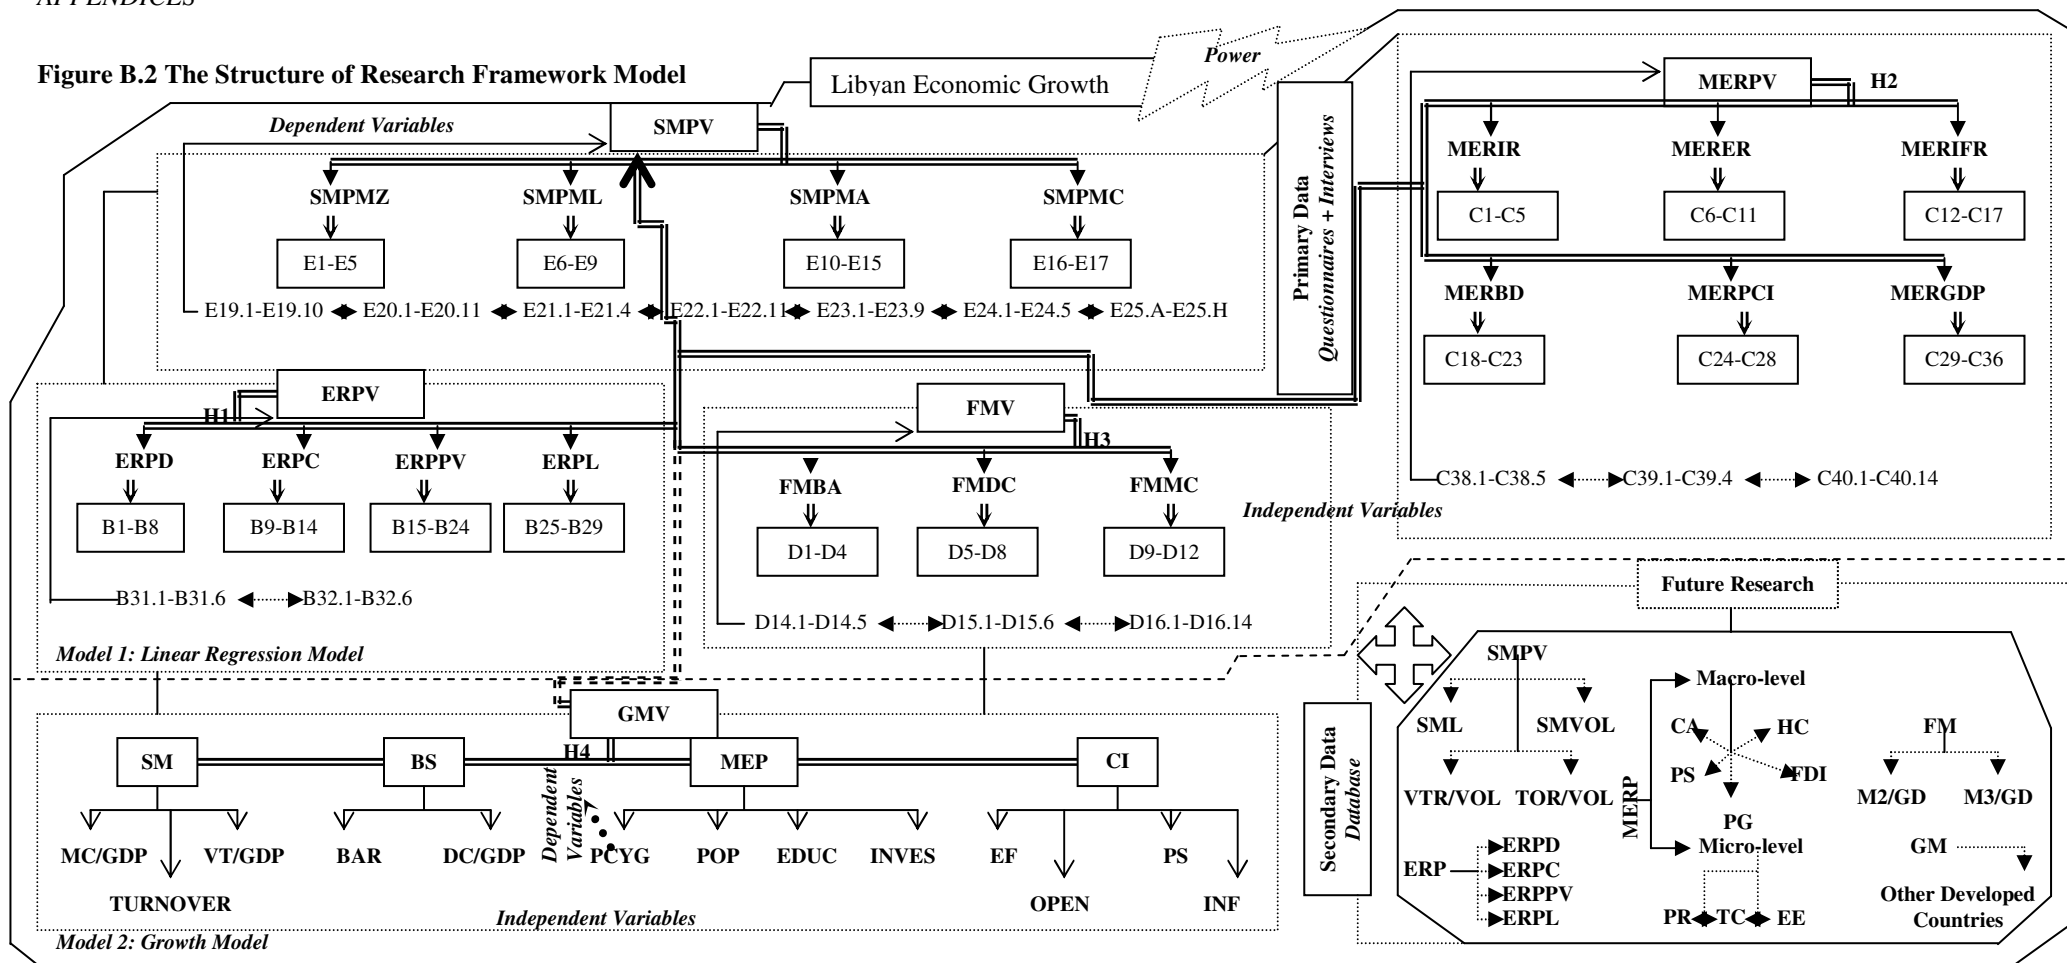 APPENDICES
Figure B.2 The Structure of Research Framework Model
Libyan Economic Growth
Power
Dependent Variables
SMPV
SMPMZ SMPML SMPMA SMPMC
E1-E5 E6-E9 E10-E15 E16-E17
E19.1-E19.10 E20.1-E20.11 E21.1-E21.4 E22.1-E22.11 E23.1-E23.9 E24.1-E24.5 E25.A-E25.H
Primary Data
Questionnaires + Interviews
MERPV
H2
MERIR MERER MERIFR
C1-C5 C6-C11 C12-C17
MERBD MERPCI MERGDP
C18-C23 C24-C28 C29-C36
C38.1-C38.5 C39.1-C39.4 C40.1-C40.14
ERPV
H1
ERPD ERPC ERPPV ERPL
B1-B8 B9-B14 B15-B24 B25-B29
B31.1-B31.6 B32.1-B32.6
Model 1: Linear Regression Model
FMV
H3
FMBA FMDC FMMC
Independent Variables
D1-D4 D5-D8 D9-D12
D14.1-D14.5 D15.1-D15.6 D16.1-D16.14
GMV
H4
SM BS MEP CI
Dependent
Variables
MC/GDP VT/GDP BAR DC/GDP PCYG POP EDUC INVES EF PS
TURNOVER OPEN INF
Independent Variables
Model 2: Growth Model
Secondary Data
Database
Future Research
SMPV
SML SMVOL
VTR/VOL TOR/VOL
ERP
ERPD
ERPC
ERPPV
ERPL
MERP
Macro-level
CA HC
PS FDI
PG
Micro-level
PR TC EE
FM
M2/GD M3/GD
GM
Other Developed
Countries